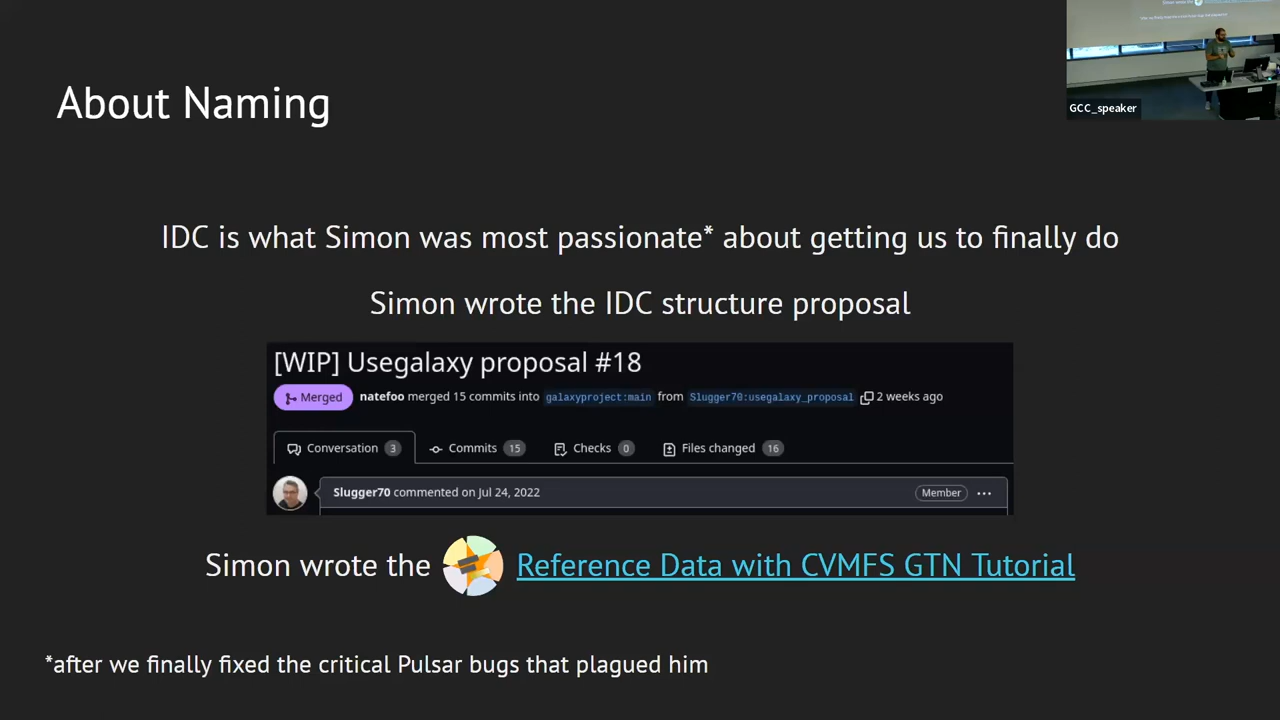 GCC_speaker
About Naming
IDC is what Simon was most passionate* about getting us to finally do
Simon wrote the IDC structure proposal
[WIP] Usegalaxy proposal #18
Merged natefoo merged 15 commits into galaxyproject:main from Slugger70:usegalaxy_proposal 2 weeks ago
Conversation 3 Commits 15 Checks 0 Files changed 16
Slugger70 commented on Jul 24, 2022 Member ...
Simon wrote the Reference Data with CVMFS GTN Tutorial
*after we finally fixed the critical Pulsar bugs that plagued him